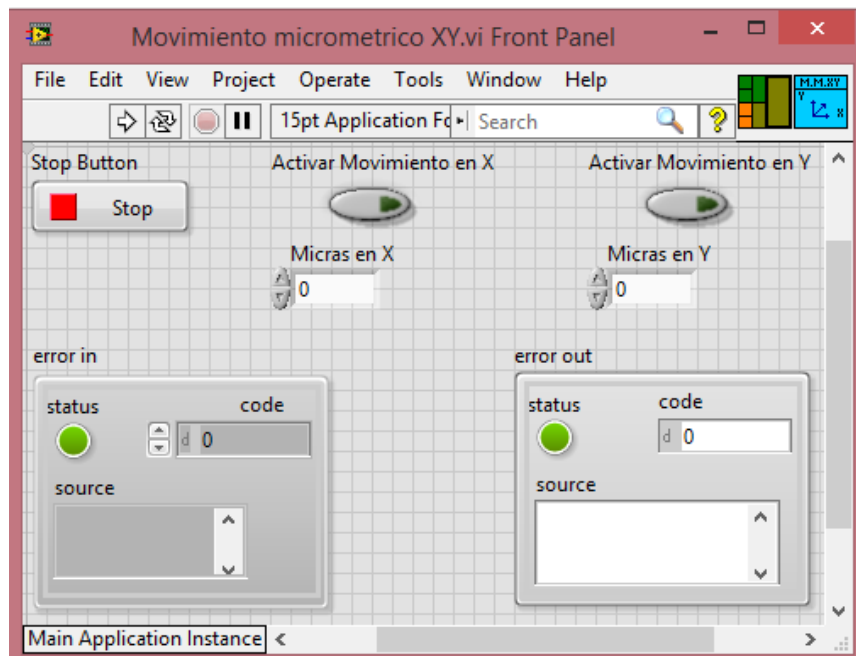 Movimiento micrometrico XY.vi Front Panel
File Edit View Project Operate Tools Window Help
15pt Application Fo Search
M.M.XY
Y
X
Stop Button Activar Movimiento en X Activar Movimiento en Y
Stop
Micras en X Micras en Y
0 0
error in error out
status code status code
d 0 d 0
source source
Main Application Instance